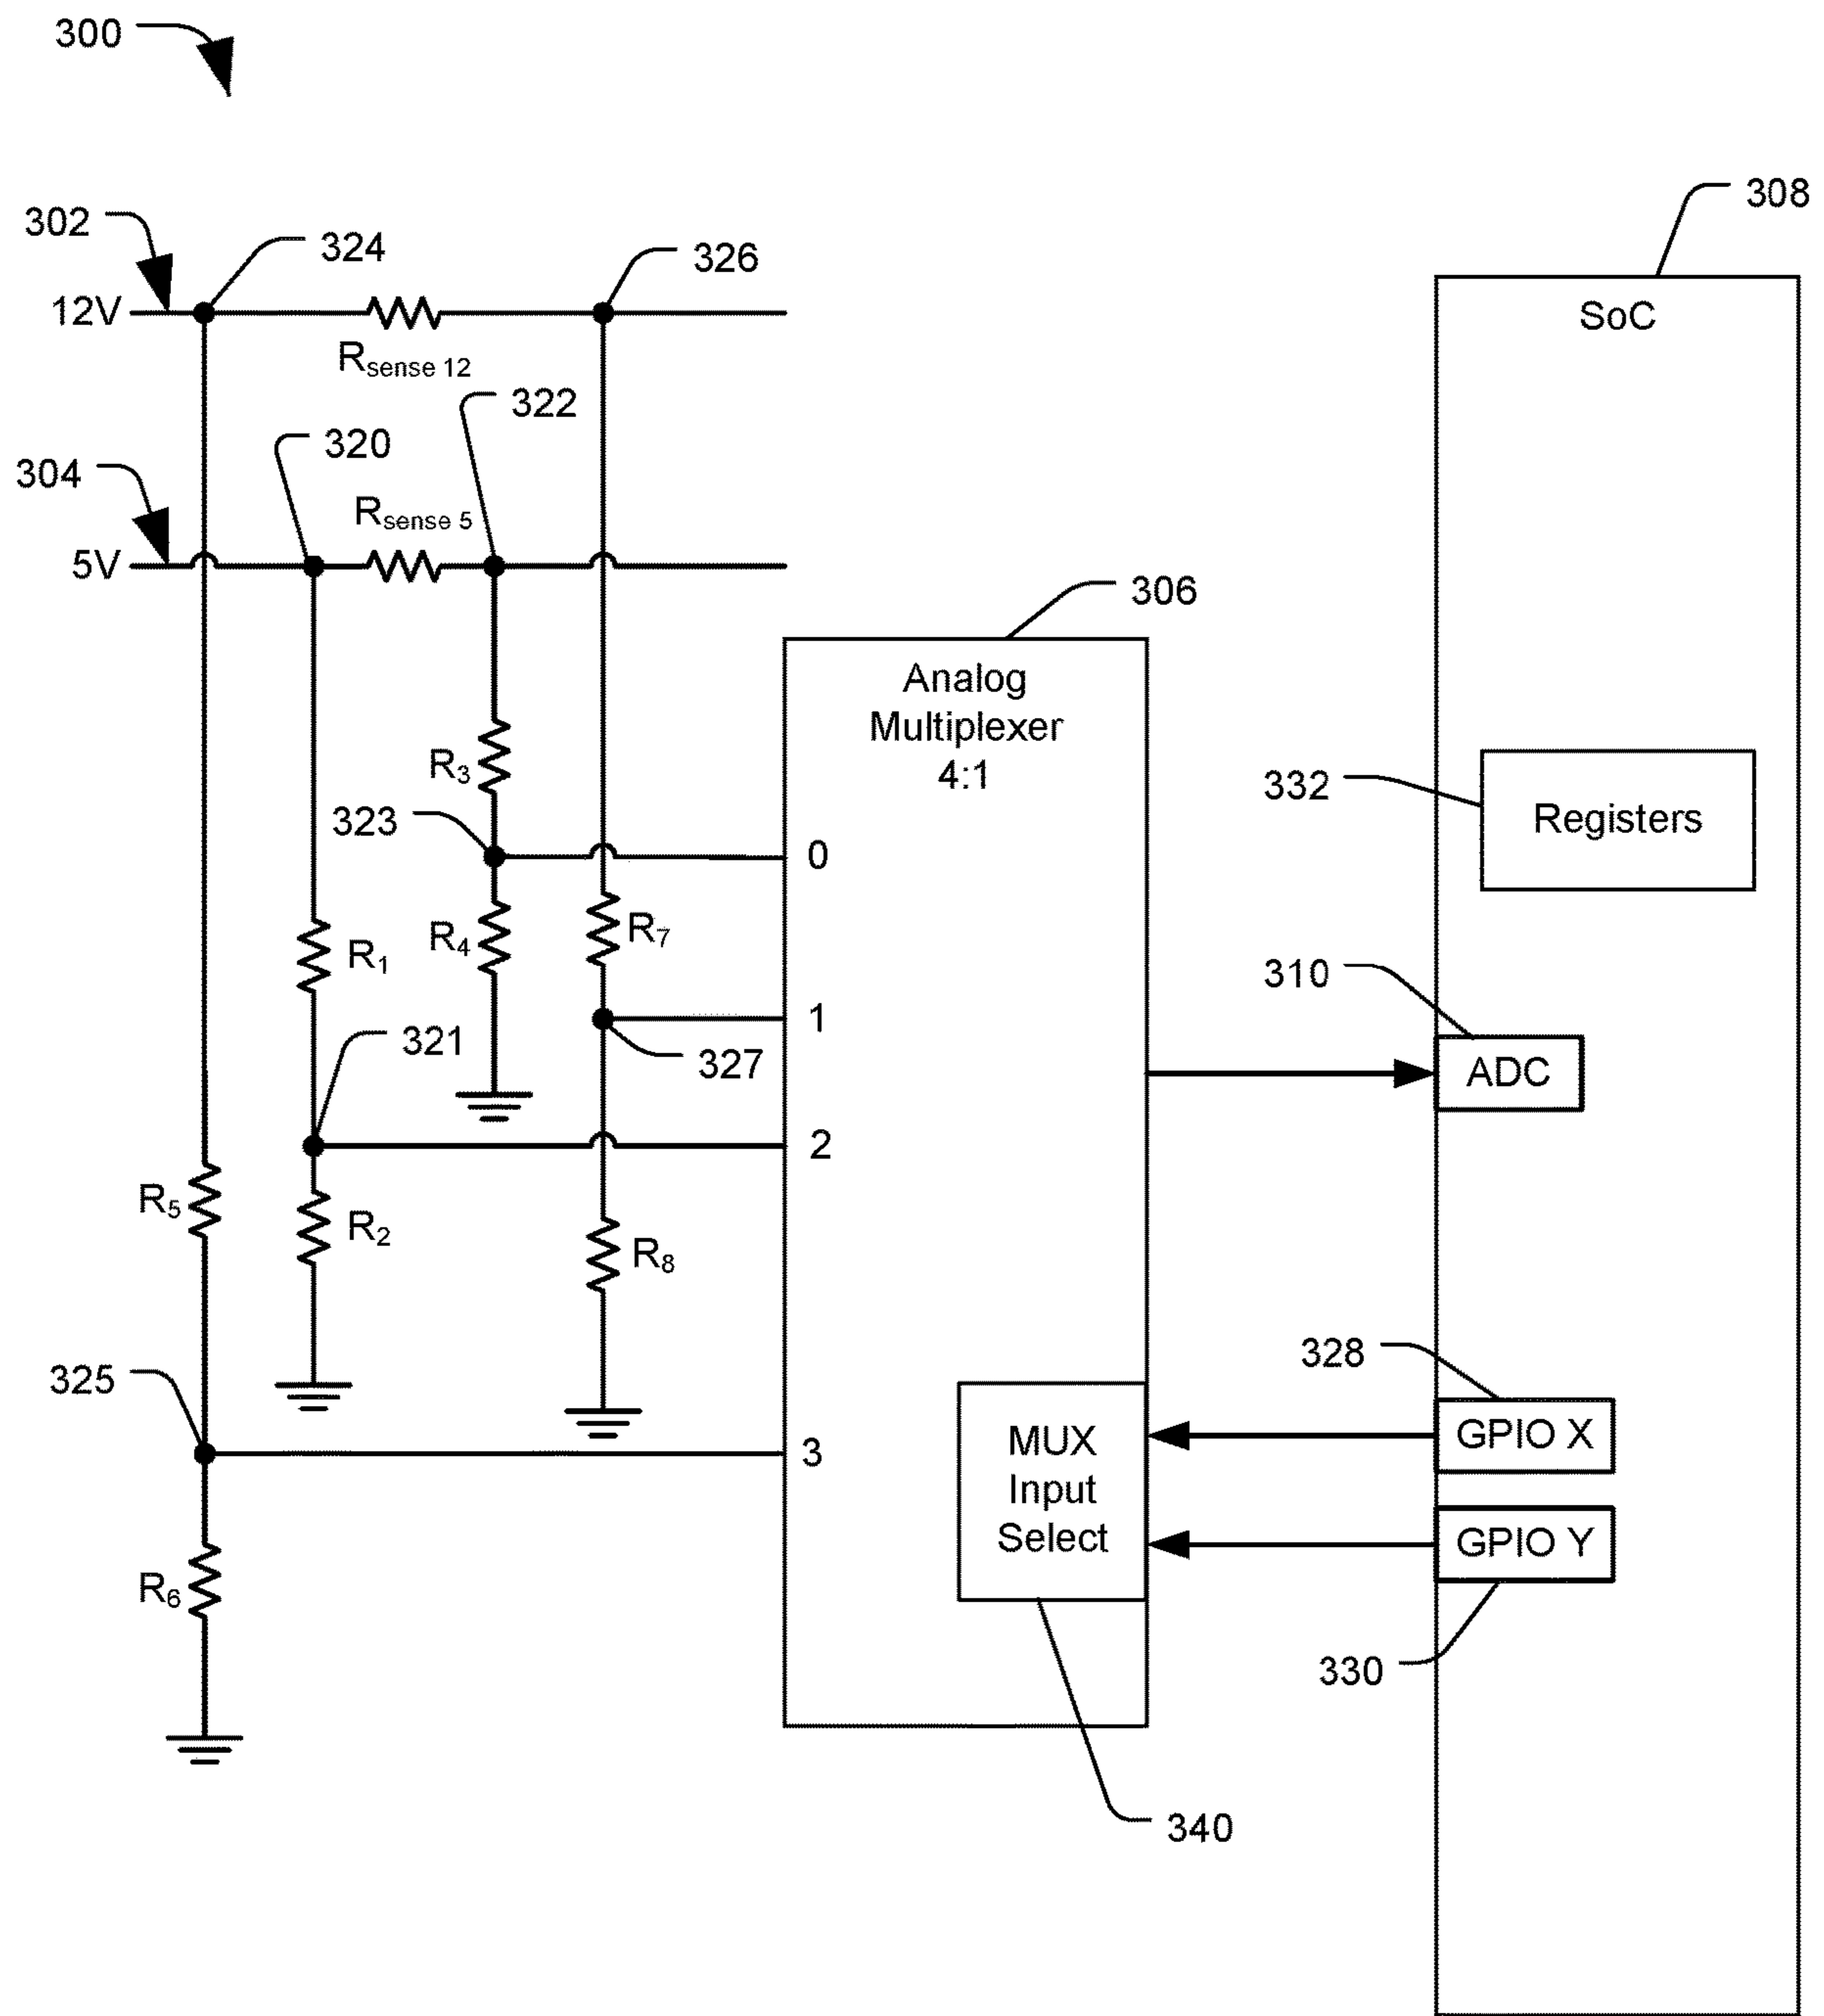 300
308
302
324
326
12V
SoC
Rsense 12
322
320
304
Rsense 5
5V
306
Analog
Multiplexer
4:1
R3
332
Registers
323
0
R4
R7
R1
310
1
321
327
ADC
2
R5
R2
R8
328
325
GPIO X
3
MUX
Input
Select
GPIO Y
R6
330
340